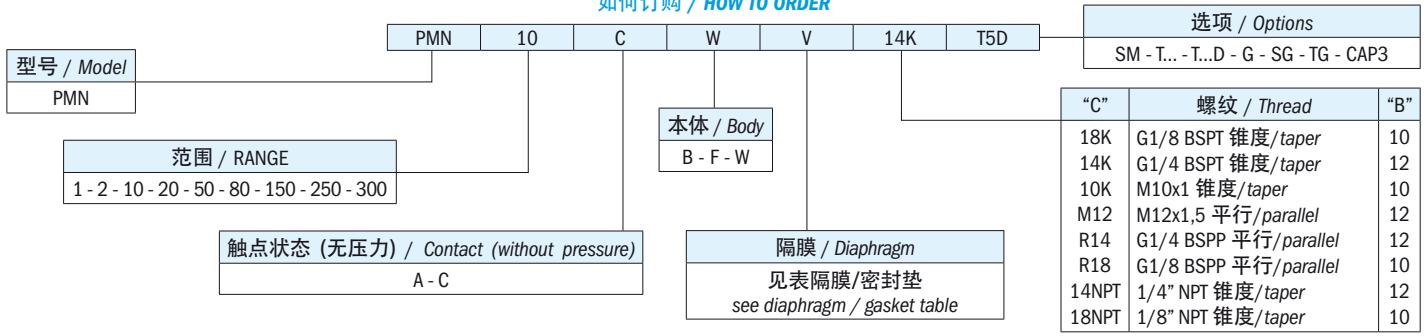 如何订购 / HOW TO ORDER
PMN 10 C W V 14K T5D
选项 / Options
SM - T... - T...D - G - SG - TG - CAP3
型号 / Model
PMN
范围 / RANGE
1 - 2 - 10 - 20 - 50 - 80 - 150 - 250 - 300
触点状态 (无压力) / Contact (without pressure)
A - C
本体 / Body
B - F - W
隔膜 / Diaphragm
见表隔膜/密封垫
see diaphragm / gasket table
“C” 螺纹 / Thread “B”
18K G1/8 BSPT 锥度/taper 10
14K G1/4 BSPT 锥度/taper 12
10K M10x1 锥度/taper 10
M12 M12x1,5 平行/parallel 12
R14 G1/4 BSPP 平行/parallel 12
R18 G1/8 BSPP 平行/parallel 10
14NPT 1/4” NPT 锥度/taper 12
18NPT 1/8” NPT 锥度/taper 10